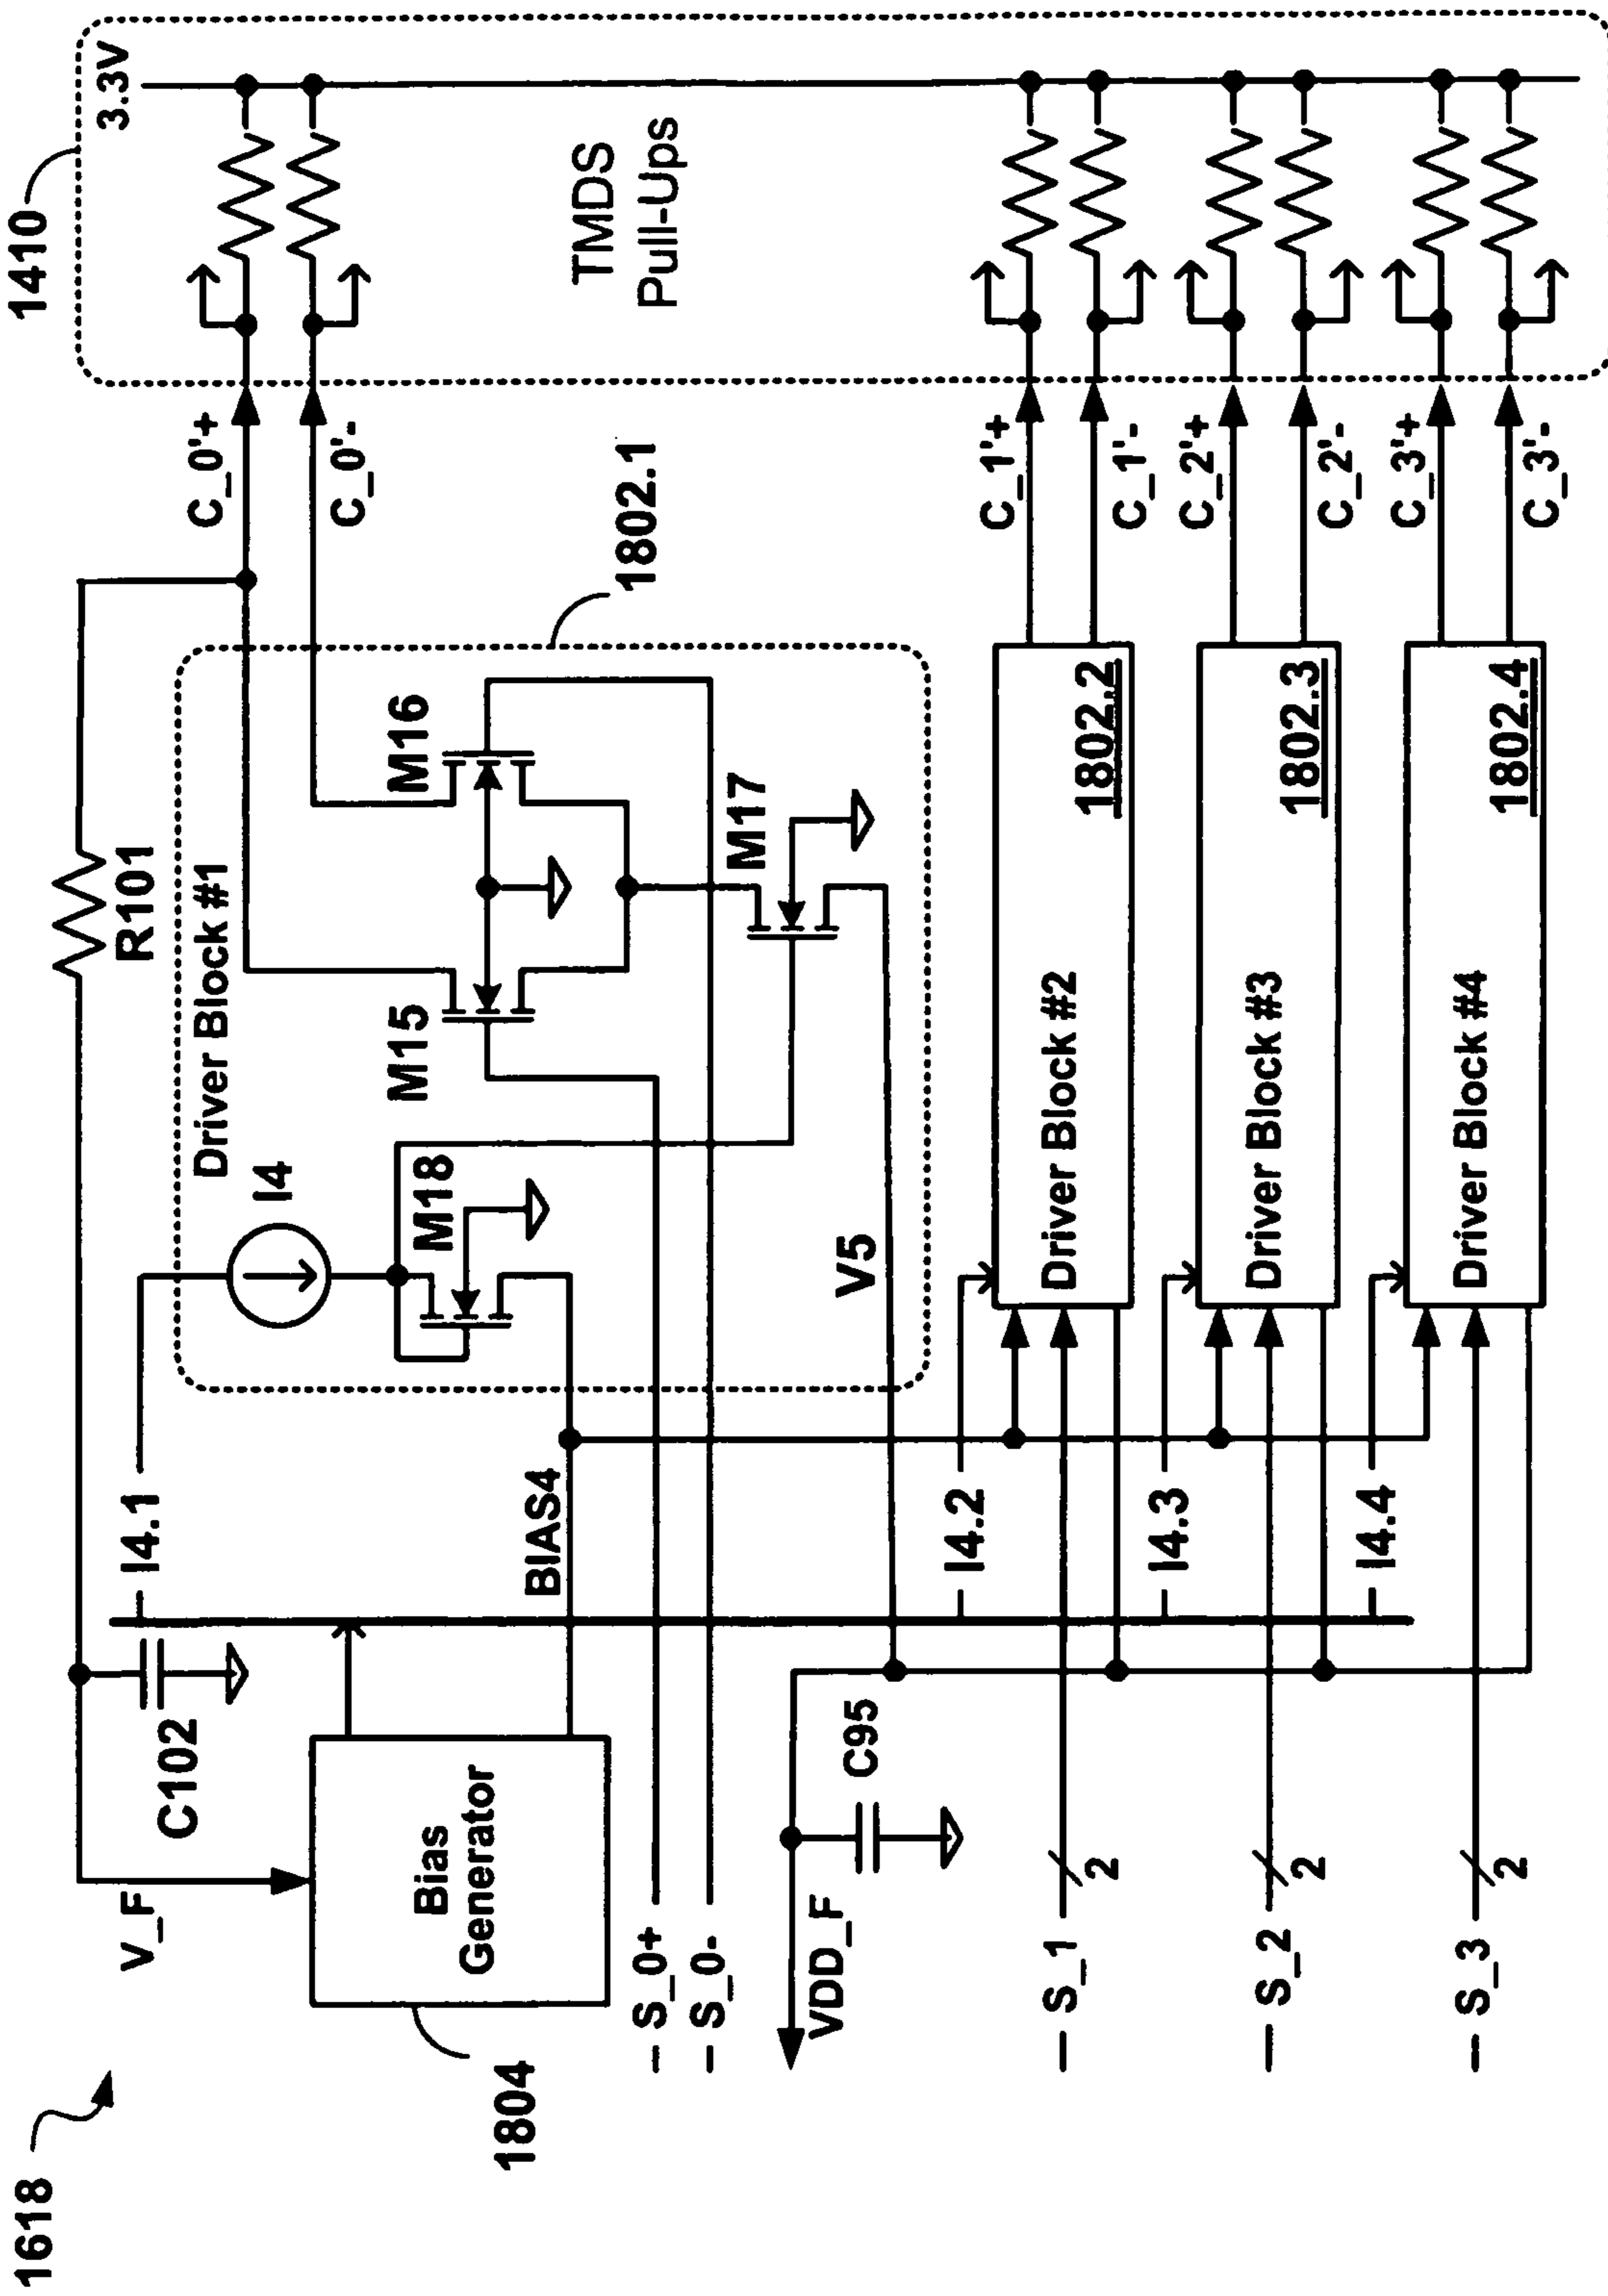 1618
1410
3.3V
V_F
C102
I4.1
R101
C_0'+
C_0'-
TMDS
Pull-Ups
Driver Block #1
I4
M18
M15
M16
M17
1802.1
Bias
Generator
1804
BIAS4
S_0+
S_0-
V5
VDD_F
C95
I4.2
S_1
2
Driver Block #2
1802.2
C_1'+
C_1'-
I4.3
S_2
2
Driver Block #3
1802.3
C_2'+
C_2'-
I4.4
S_3
2
Driver Block #4
1802.4
C_3'+
C_3'-